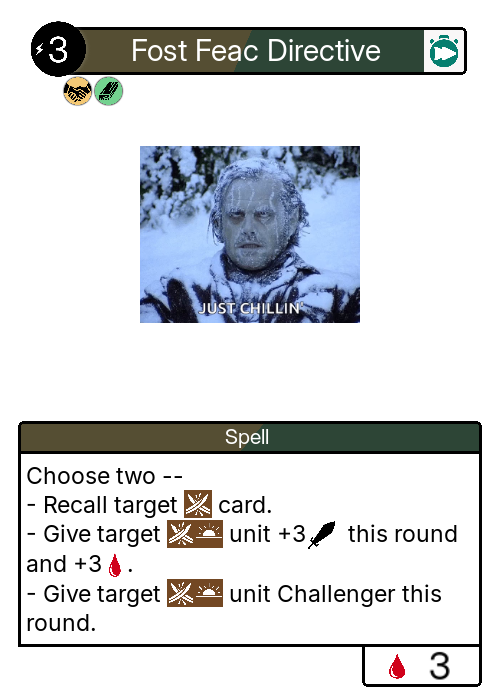 3
Fost Feac Directive
JUST CHILLIN'
Spell
Choose two --
- Recall target card.
- Give target unit +3 this round
and +3 .
- Give target unit Challenger this
round.
3